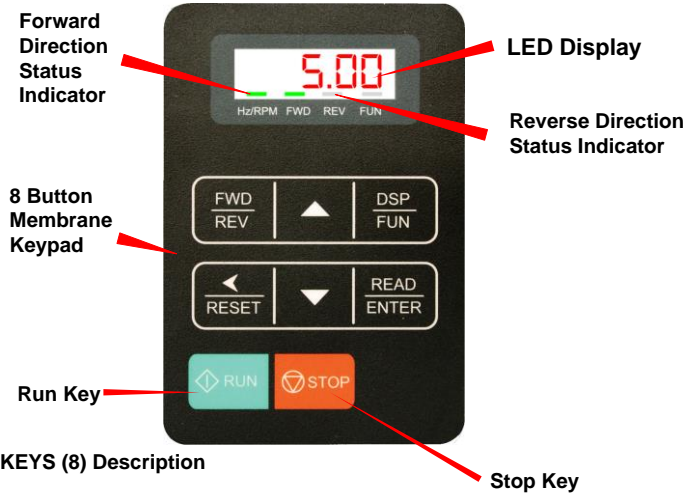 Forward
Direction
Status
Indicator
5.00
LED Display
Hz/RPM FWD REV FUN
Reverse Direction
Status Indicator
8 Button
Membrane
Keypad
FWD
REV
DSP
FUN
RESET
READ
ENTER
RUN
STOP
Run Key
KEYS (8) Description
Stop Key